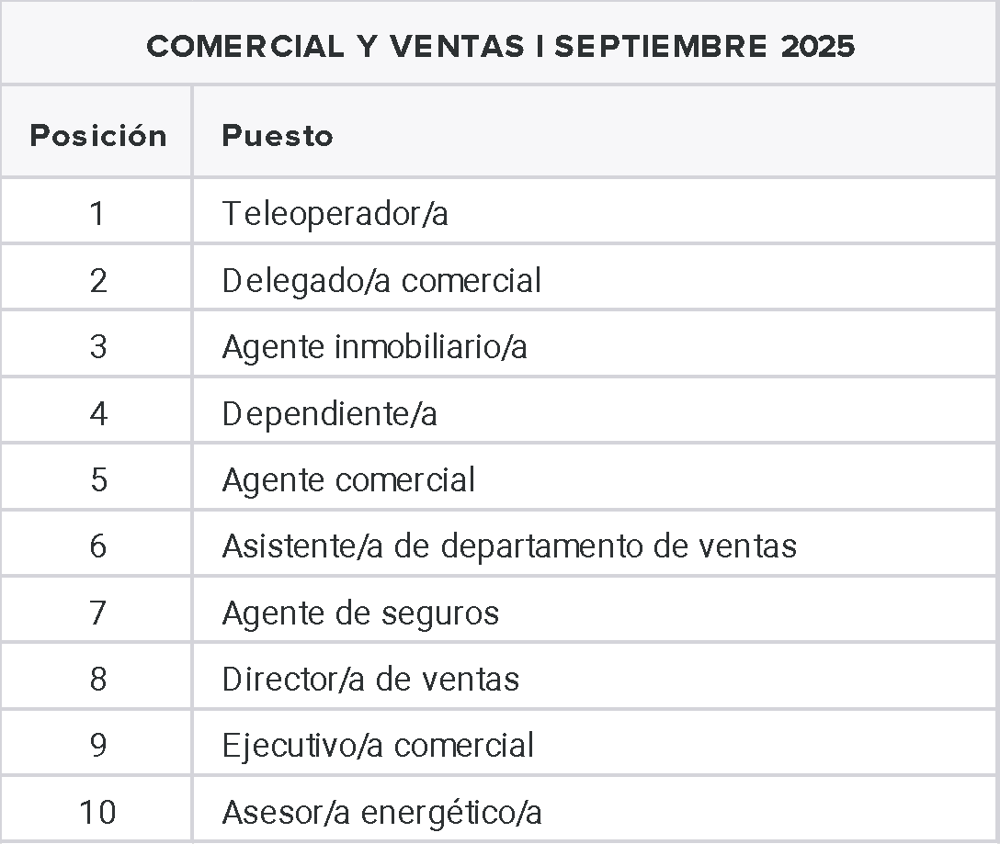 COMERCIAL Y VENTAS I SEPTIEMBRE 2025
Posición Puesto
1 Teleoperador/a
2 Delegado/a comercial
3 Agente inmobiliario/a
4 Dependiente/a
5 Agente comercial
6 Asistente/a de departamento de ventas
7 Agente de seguros
8 Director/a de ventas
9 Ejecutivo/a comercial
10 Asesor/a energético/a